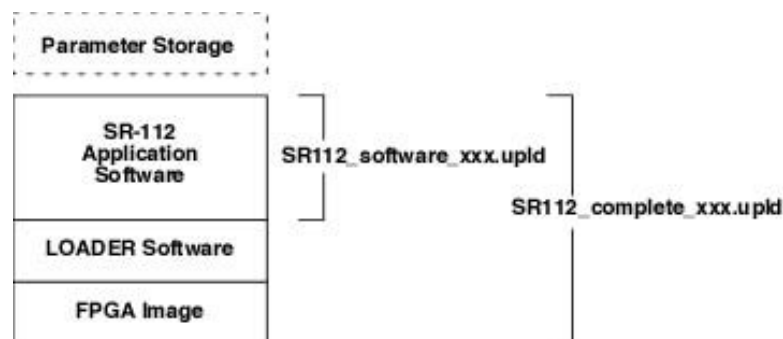 Parameter Storage
SR-112
Application
Software
SR112_software_xxx.upld
SR112_complete_xxx.upld
LOADER Software
FPGA Image